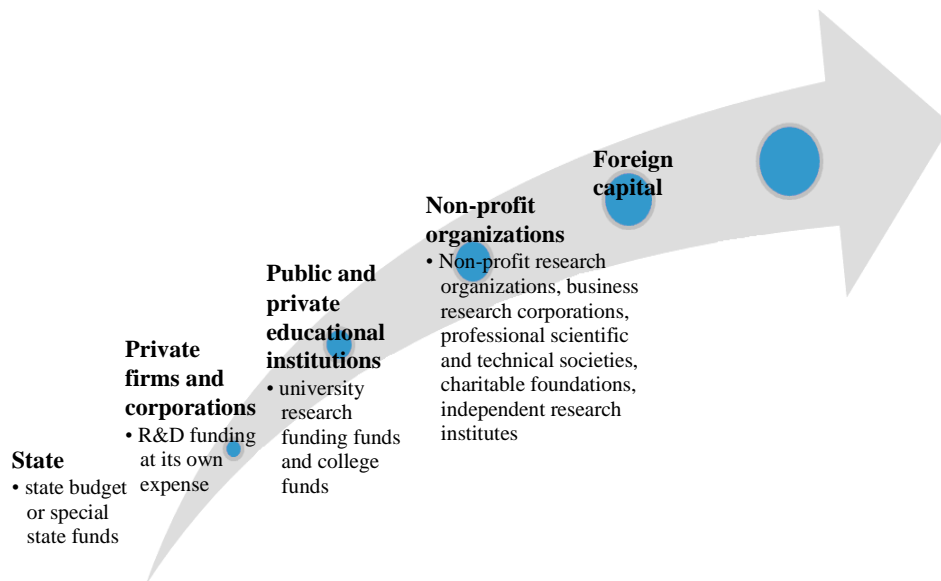 State
• state budget
or special
state funds
Private
firms and
corporations
• R&D funding
at its own
expense
Public and
private
educational
institutions
• university
research
funding funds
and college
funds
Non-profit
organizations
• Non-profit research
organizations, business
research corporations,
professional scientific
and technical societies,
charitable foundations,
independent research
institutes
Foreign
capital